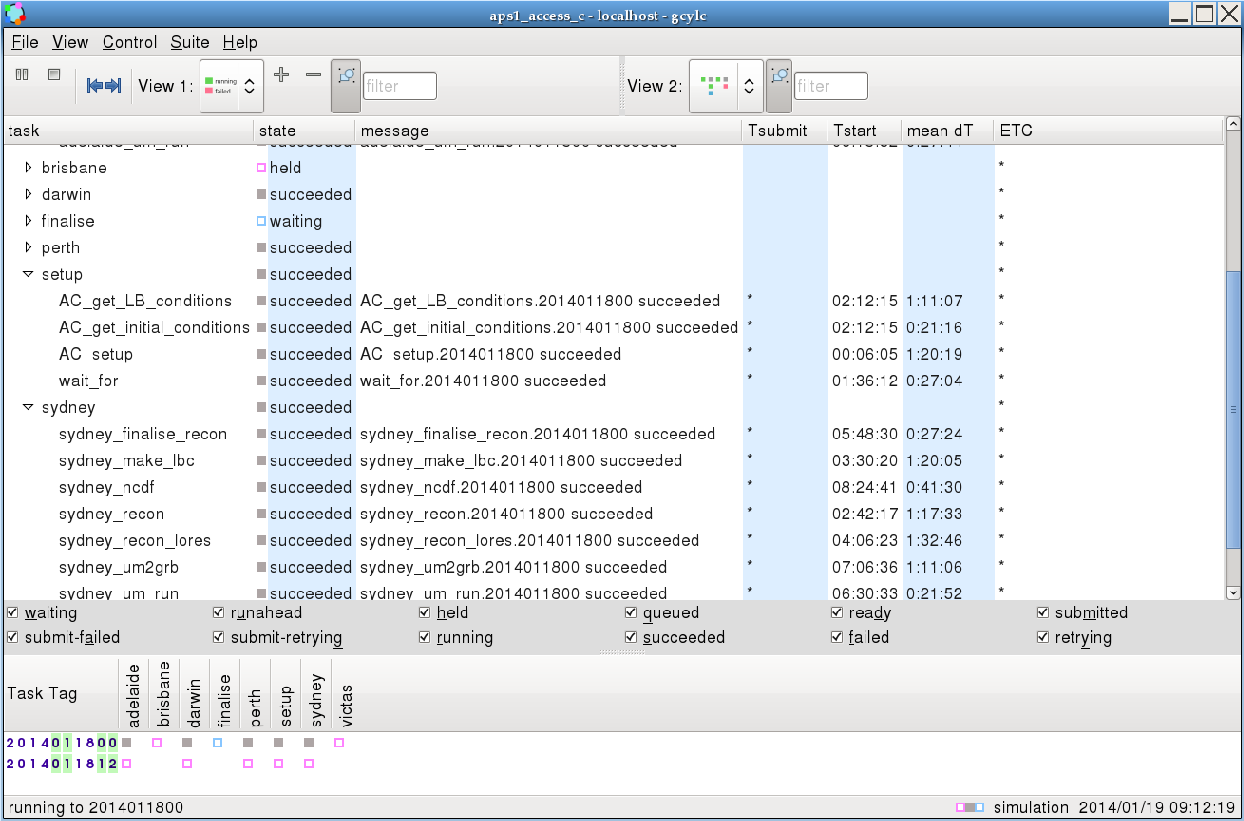 aps1_access_c - localhost - gcylc
File View Control Suite Help
View 1: running failed filter View 2: filter
task state message Tsubmit Tstart mean dT ETC
brisbane held *
darwin succeeded *
finalise waiting *
perth succeeded *
setup succeeded *
AC_get_LB_conditions succeeded AC_get_LB_conditions.2014011800 succeeded * 02:12:15 1:11:07 *
AC_get_initial_conditions succeeded AC_get_initial_conditions.2014011800 succeeded * 02:12:15 0:21:16 *
AC_setup succeeded AC_setup.2014011800 succeeded * 00:06:05 1:20:19 *
wait_for succeeded wait_for.2014011800 succeeded * 01:36:12 0:27:04 *
sydney succeeded *
sydney_finalise_recon succeeded sydney_finalise_recon.2014011800 succeeded * 05:48:30 0:27:24 *
sydney_make_lbc succeeded sydney_make_lbc.2014011800 succeeded * 03:30:20 1:20:05 *
sydney_ncdf succeeded sydney_ncdf.2014011800 succeeded * 08:24:41 0:41:30 *
sydney_recon succeeded sydney_recon.2014011800 succeeded * 02:42:17 1:17:33 *
sydney_recon_lores succeeded sydney_recon_lores.2014011800 succeeded * 04:06:23 1:32:46 *
sydney_um2grb succeeded sydney_um2grb.2014011800 succeeded * 07:06:36 1:11:06 *
sydney_um_run succeeded sydney_um_run.2014011800 succeeded * 06:30:33 0:21:52 *
waiting runahead held queued ready submitted
submit-failed submit-retrying running succeeded failed retrying
Task Tag adelaide brisbane darwin finalise perth setup sydney victas
2014011800
2014011812
running to 2014011800 simulation 2014/01/19 09:12:19